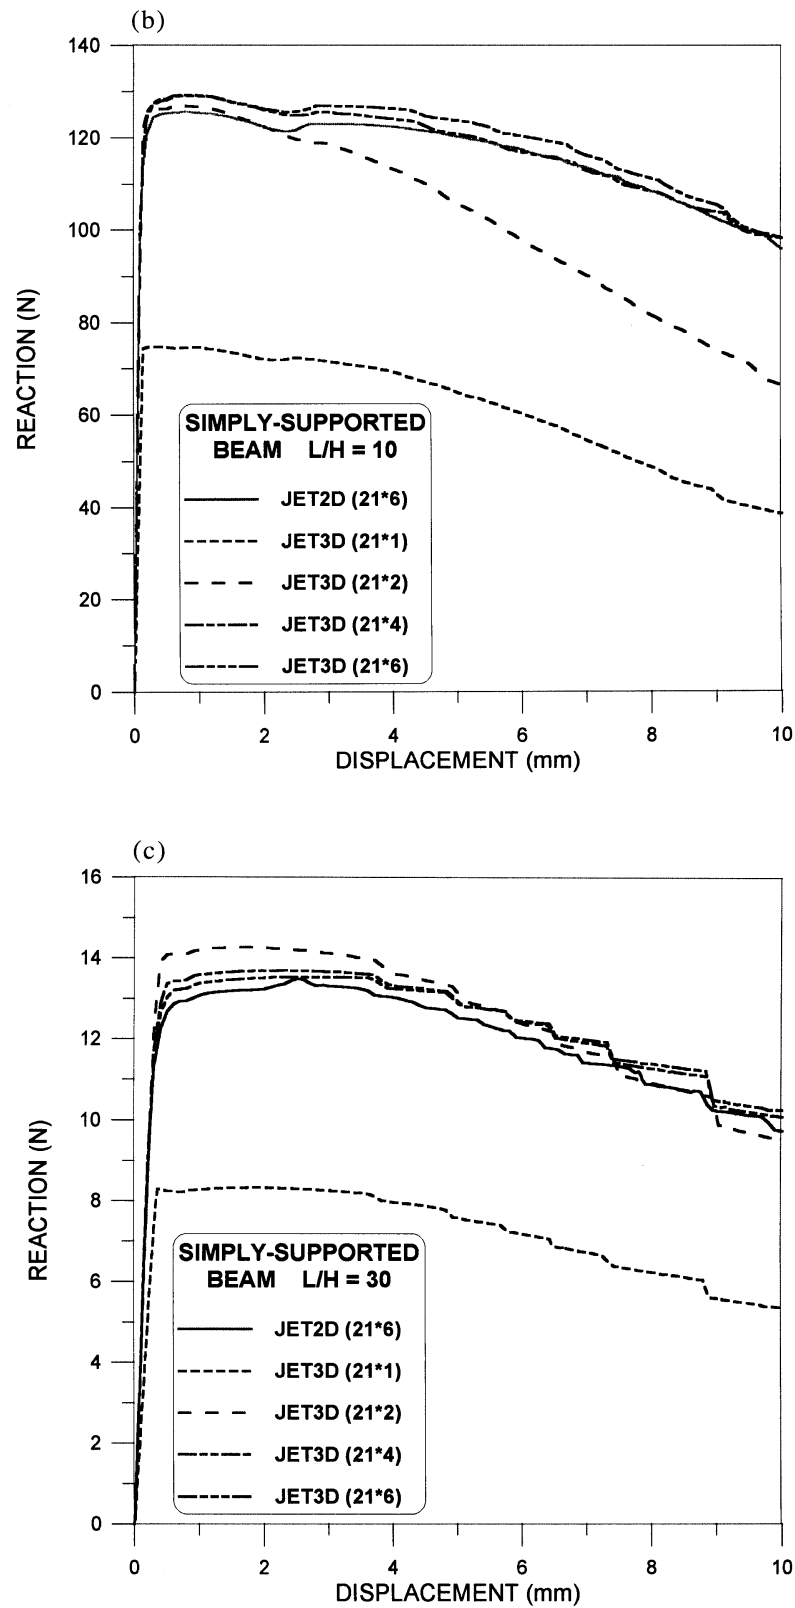 (b)
140
120
100
80
60
40
20
0
REACTION (N)
SIMPLY-SUPPORTED
BEAM L/H = 10
JET2D (21*6)
JET3D (21*1)
JET3D (21*2)
JET3D (21*4)
JET3D (21*6)
0 2 4 6 8 10
DISPLACEMENT (mm)
(c)
16
14
12
10
8
6
4
2
0
REACTION (N)
SIMPLY-SUPPORTED
BEAM L/H = 30
JET2D (21*6)
JET3D (21*1)
JET3D (21*2)
JET3D (21*4)
JET3D (21*6)
0 2 4 6 8 10
DISPLACEMENT (mm)